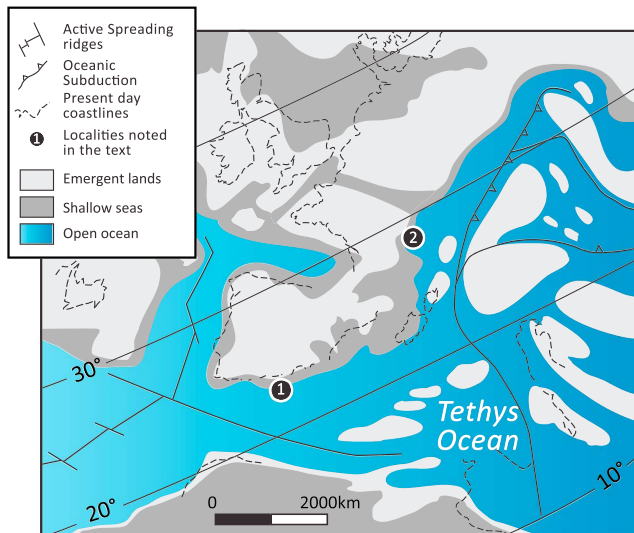 Active Spreading
ridges
Oceanic
Subduction
Present day
coastlines
1 Localities noted
in the text
Emergent lands
Shallow seas
Open ocean
2
30°
1
Tethys
Ocean
20°
10°
0 2000km